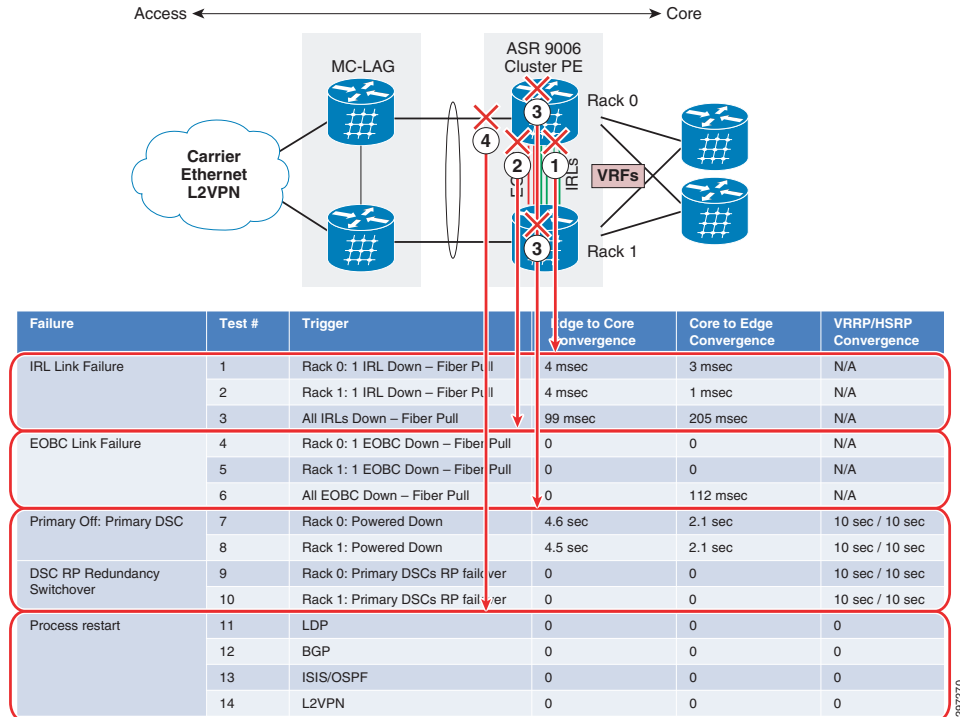 Access
Core
MC-LAG
ASR 9006
Cluster PE
Rack 0
3
4
2
1
IRLs
VRFs
Carrier
Ethernet
L2VPN
3
Rack 1
Failure Test # Trigger Edge to Core Convergence Core to Edge Convergence VRRP/HSRP Convergence
IRL Link Failure 1 Rack 0: 1 IRL Down – Fiber Pull 4 msec 3 msec N/A
2 Rack 1: 1 IRL Down – Fiber Pull 4 msec 1 msec N/A
3 All IRLs Down – Fiber Pull 99 msec 205 msec N/A
EOBC Link Failure 4 Rack 0: 1 EOBC Down – Fiber Pull 0 0 N/A
5 Rack 1: 1 EOBC Down – Fiber Pull 0 0 N/A
6 All EOBC Down – Fiber Pull 0 112 msec N/A
Primary Off: Primary DSC 7 Rack 0: Powered Down 4.6 sec 2.1 sec 10 sec / 10 sec
8 Rack 1: Powered Down 4.5 sec 2.1 sec 10 sec / 10 sec
DSC RP Redundancy Switchover 9 Rack 0: Primary DSCs RP failover 0 0 10 sec / 10 sec
10 Rack 1: Primary DSCs RP failover 0 0 10 sec / 10 sec
Process restart 11 LDP 0 0 0
12 BGP 0 0 0
13 ISIS/OSPF 0 0 0
14 L2VPN 0 0 0